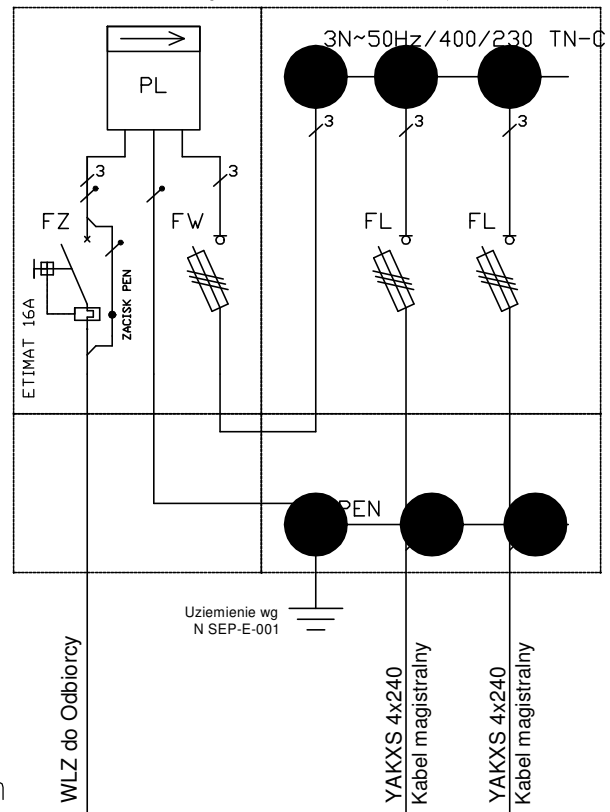 3N~50Hz/400/230 TN-C
PL
3
3
3
3
3
FZ
FW
FL
FL
ETIMAT 16A
ZACISK PEN
PEN
Uziemienie wg
N SEP-E-001
WLZ do Odbiorcy
YAKXS 4x240
Kabel magistralny
YAKXS 4x240
Kabel magistralny